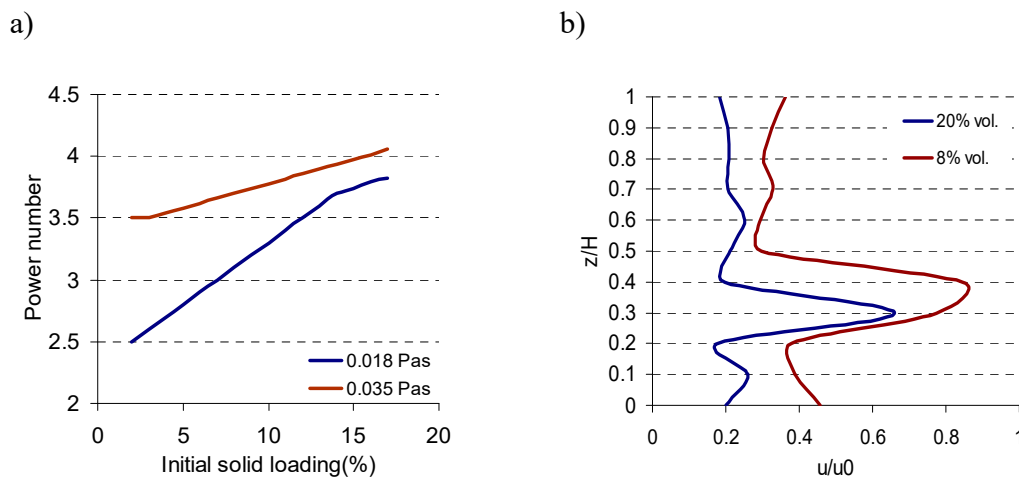 a)
4.5
4
3.5
3
2.5
2
Power number
0.018 Pas
0.035 Pas
0 5 10 15 20
Initial solid loading(%)
b)
1
0.9
0.8
0.7
0.6
0.5
0.4
0.3
0.2
0.1
0
z/H
20% vol.
8% vol.
0 0.2 0.4 0.6 0.8 1
u/u0